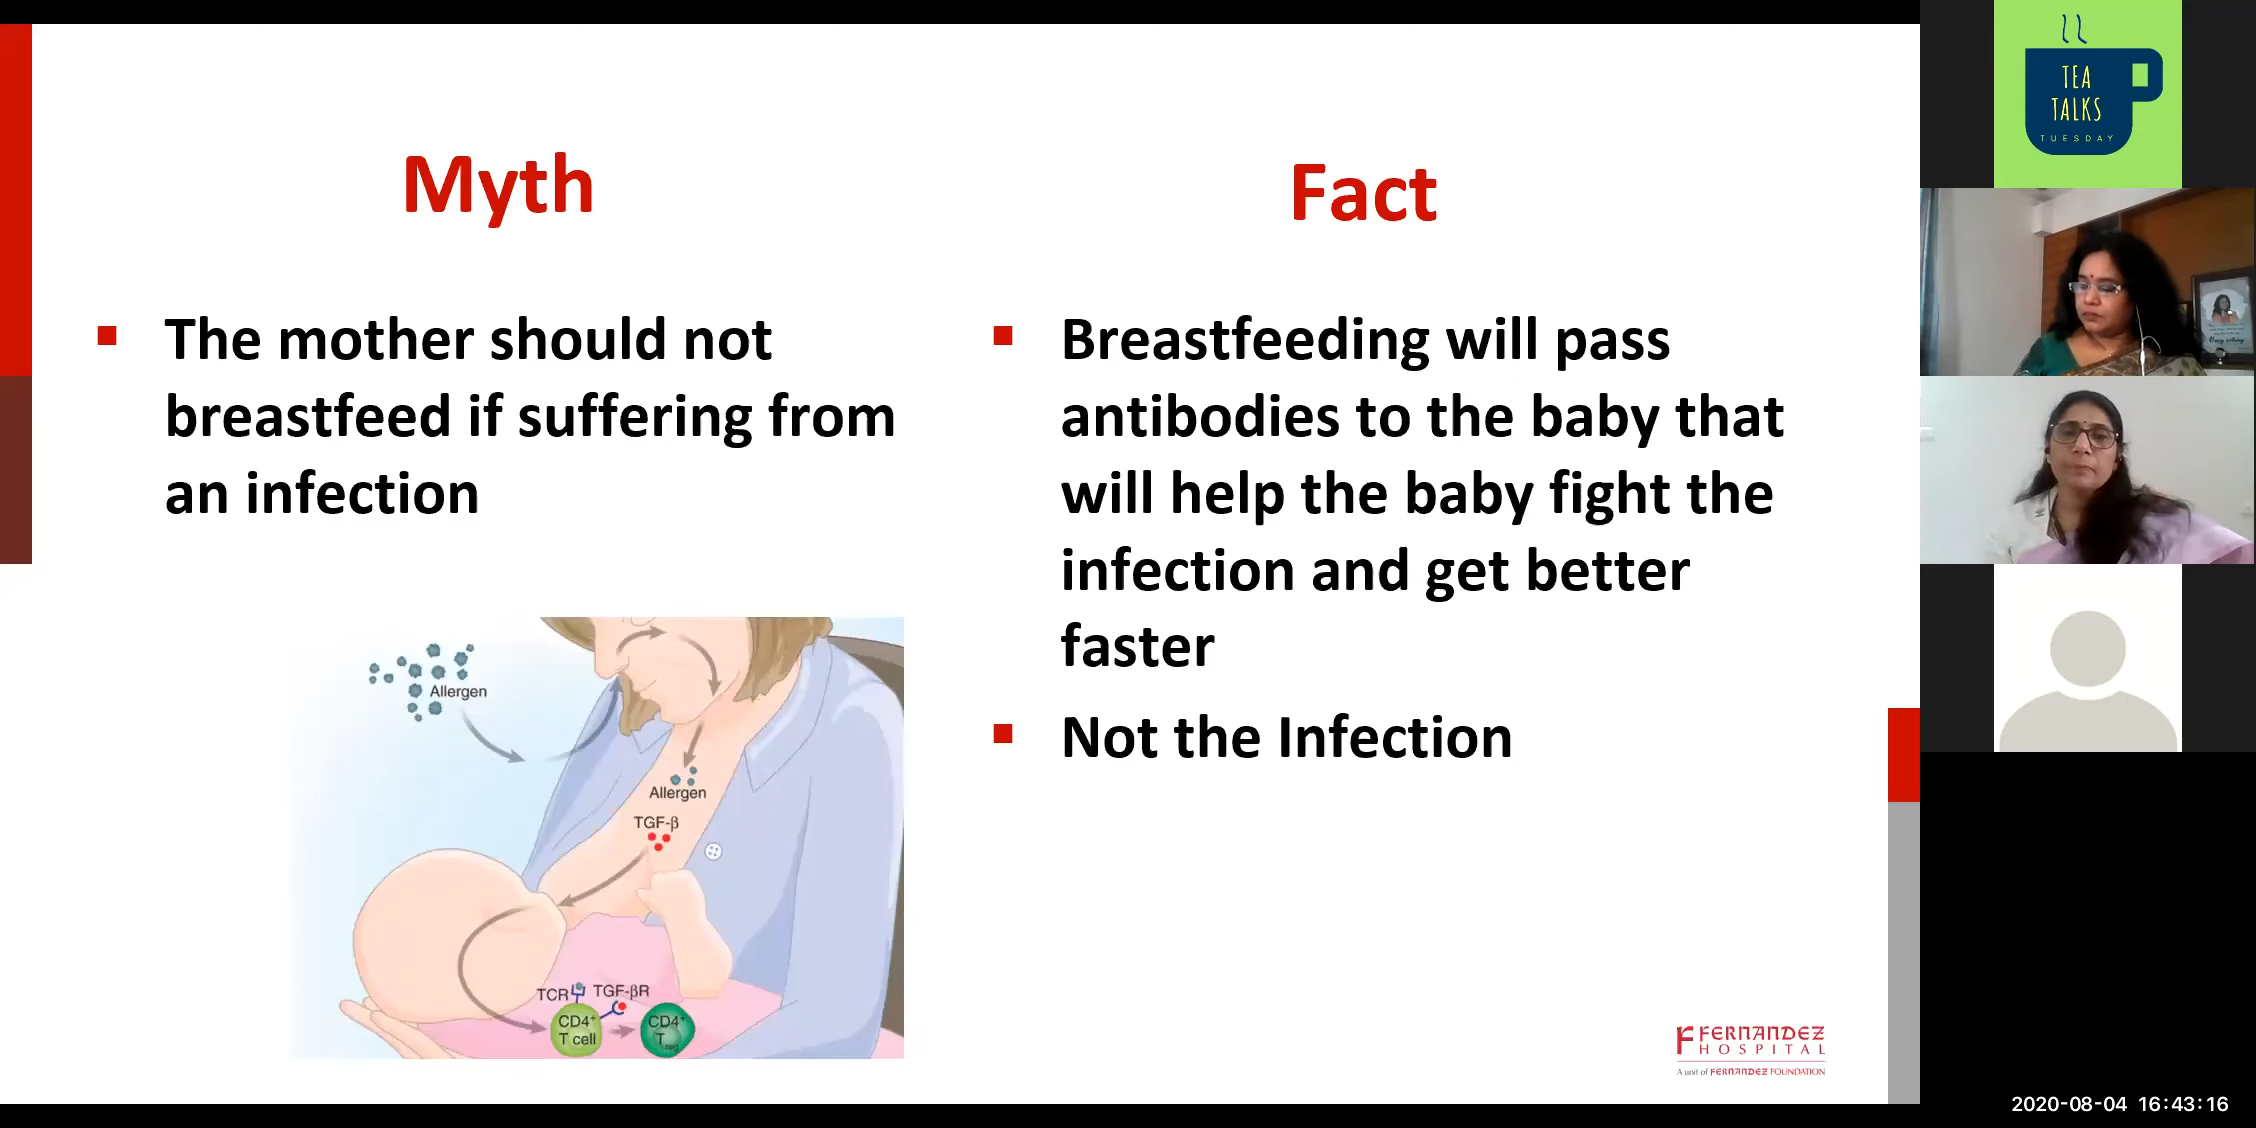 Myth
The mother should not
breastfeed if suffering from
an infection
Allergen
Allergen
TGF-β
TCR
TGF-βR
CD4+
T cell
CD4+
T
Fact
Breastfeeding will pass
antibodies to the baby that
will help the baby fight the
infection and get better
faster
Not the Infection
FERNANDEZ
HOSPITAL
A unit of FERNANDEZ FOUNDATION
TEA
TALKS
TUESDAY
2020-08-04 16:43:16